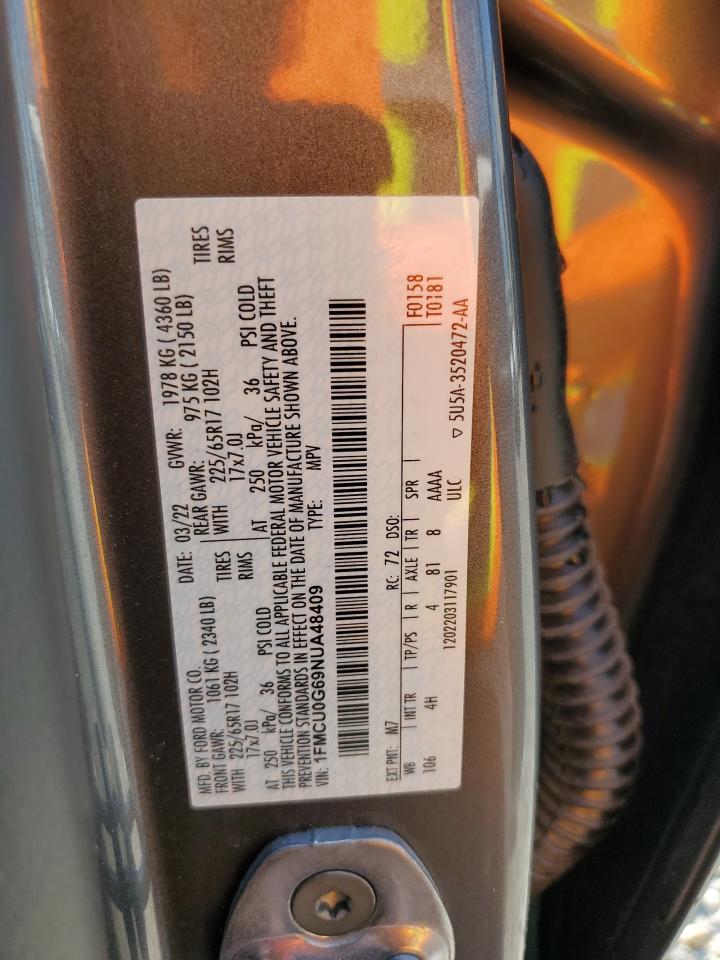 MFD. BY FORD MOTOR CO.
DATE: 03/22 GVWR: 1978 KG ( 4360 LB)
FRONT GAWR: 1061 KG ( 2340 LB) REAR GAWR: 975 KG ( 2150 LB)
WITH 225/65R17 102H TIRES WITH 225/65R17 102H TIRES
17x7.0J RIMS 17x7.0J RIMS
AT 250 kPa/ 36 PSI COLD AT 250 kPa/ 36 PSI COLD
THIS VEHICLE CONFORMS TO ALL APPLICABLE FEDERAL MOTOR VEHICLE SAFETY AND THEFT
PREVENTION STANDARDS IN EFFECT ON THE DATE OF MANUFACTURE SHOWN ABOVE.
VIN: 1FMCU0G69NUA48409 TYPE: MPV
EXT PNT: M7 RC: 72 DSO: F0158
WB INT TR TP/PS R AXLE TR SPR T0181
106 4H 4 81 8 AAAA
1202203117901 ULC ▽ 5U5A-3520472-AA